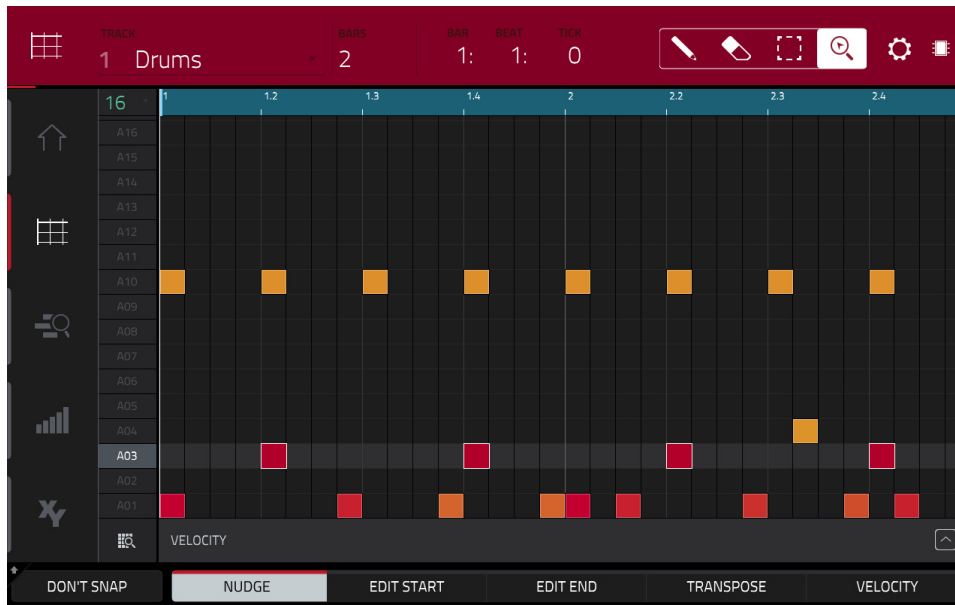 TRACK BARS BAR BEAT TICK
1 Drums 2 1: 1: 0
16 1 1.2 1.3 1.4 2 2.2 2.3 2.4
A16
A15
A14
A13
A12
A11
A10
A09
A08
A07
A06
A05
A04
A03
A02
A01
XY
VELOCITY
DON'T SNAP NUDGE EDIT START EDIT END TRANSPOSE VELOCITY